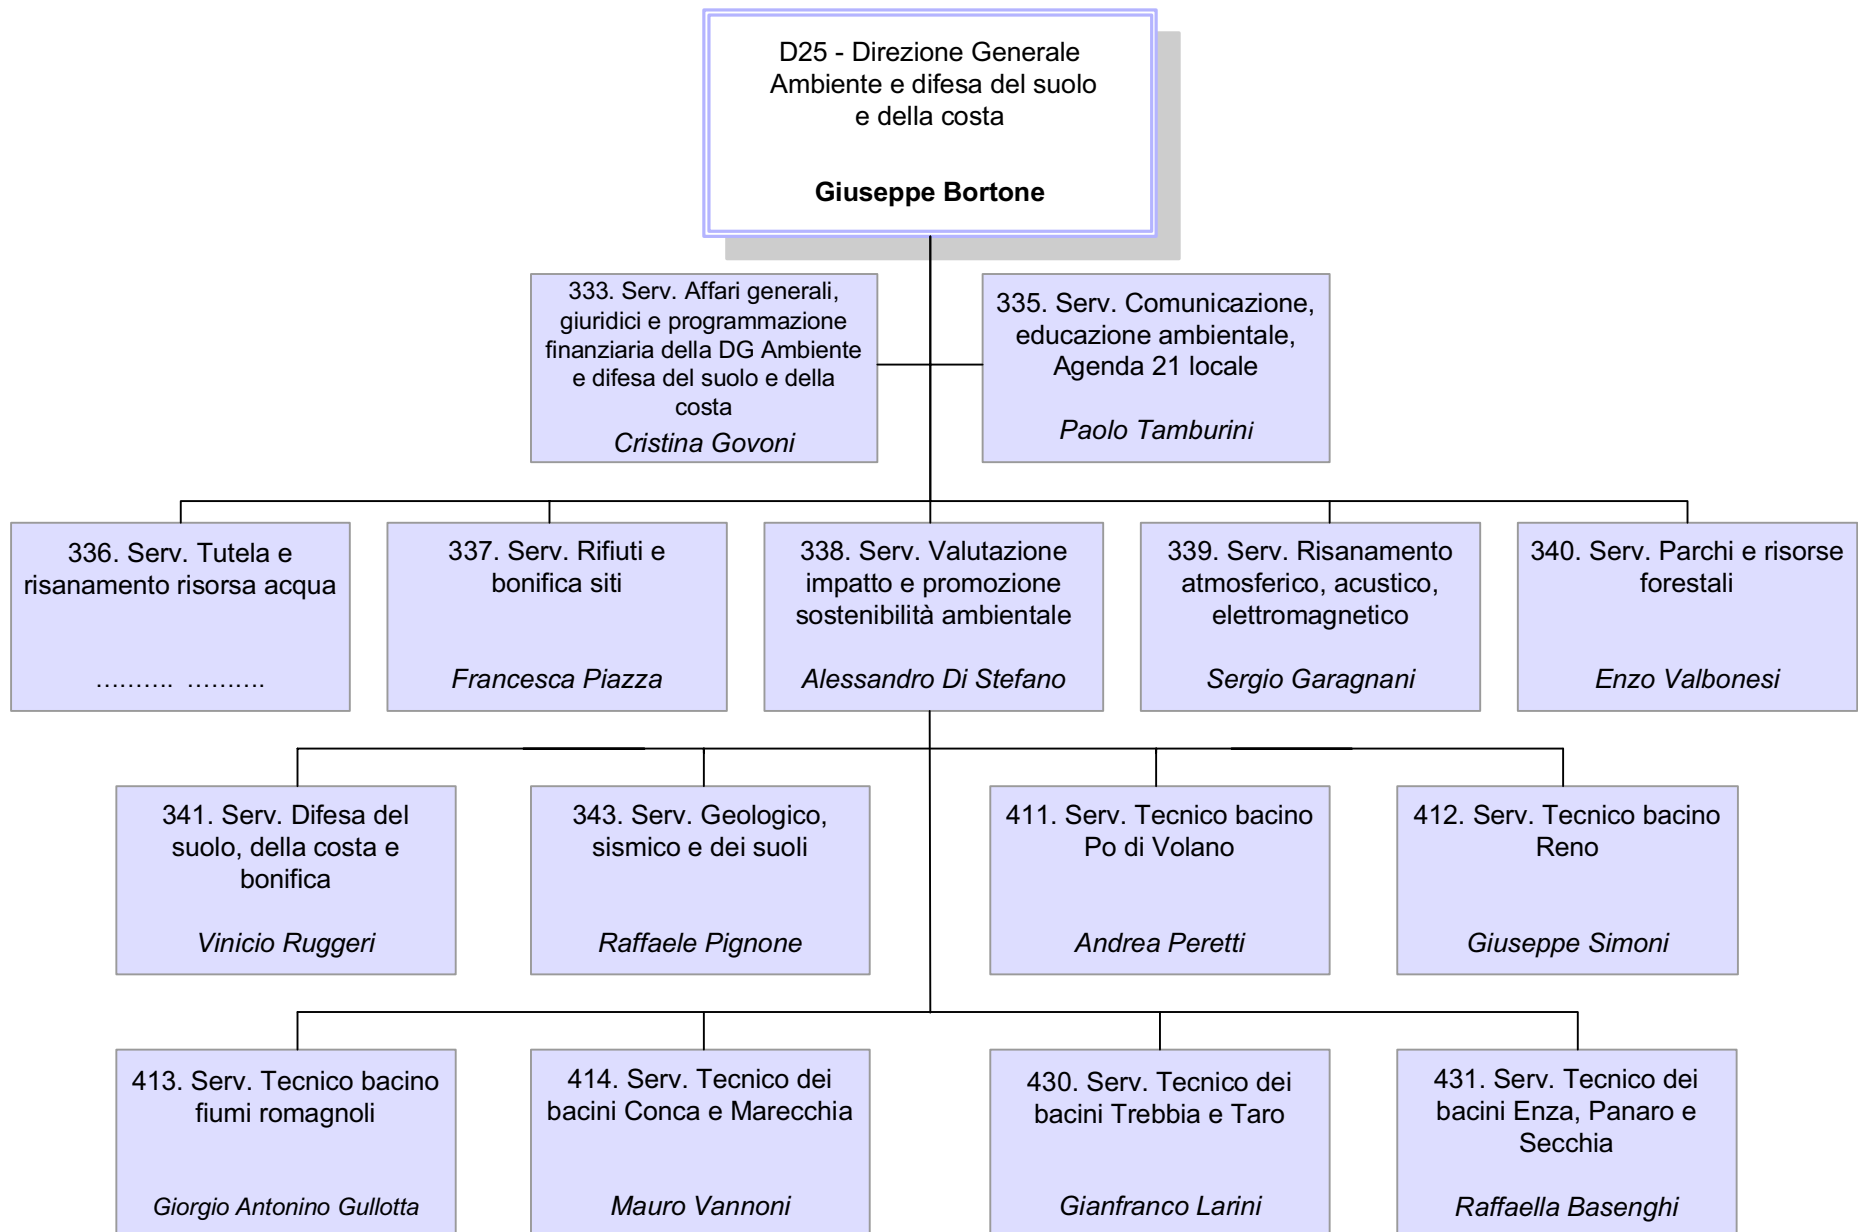 D25 - Direzione Generale
Ambiente e difesa del suolo
e della costa
Giuseppe Bortone
333. Serv. Affari generali,
giuridici e programmazione
finanziaria della DG Ambiente
e difesa del suolo e della
costa
Cristina Govoni
335. Serv. Comunicazione,
educazione ambientale,
Agenda 21 locale
Paolo Tamburini
336. Serv. Tutela e
risanamento risorsa acqua
.......... ..........
337. Serv. Rifiuti e
bonifica siti
Francesca Piazza
338. Serv. Valutazione
impatto e promozione
sostenibilità ambientale
Alessandro Di Stefano
339. Serv. Risanamento
atmosferico, acustico,
elettromagnetico
Sergio Garagnani
340. Serv. Parchi e risorse
forestali
Enzo Valbonesi
341. Serv. Difesa del
suolo, della costa e
bonifica
Vinicio Ruggeri
343. Serv. Geologico,
sismico e dei suoli
Raffaele Pignone
411. Serv. Tecnico bacino
Po di Volano
Andrea Peretti
412. Serv. Tecnico bacino
Reno
Giuseppe Simoni
413. Serv. Tecnico bacino
fiumi romagnoli
Giorgio Antonino Gullotta
414. Serv. Tecnico dei
bacini Conca e Marecchia
Mauro Vannoni
430. Serv. Tecnico dei
bacini Trebbia e Taro
Gianfranco Larini
431. Serv. Tecnico dei
bacini Enza, Panaro e
Secchia
Raffaella Basenghi